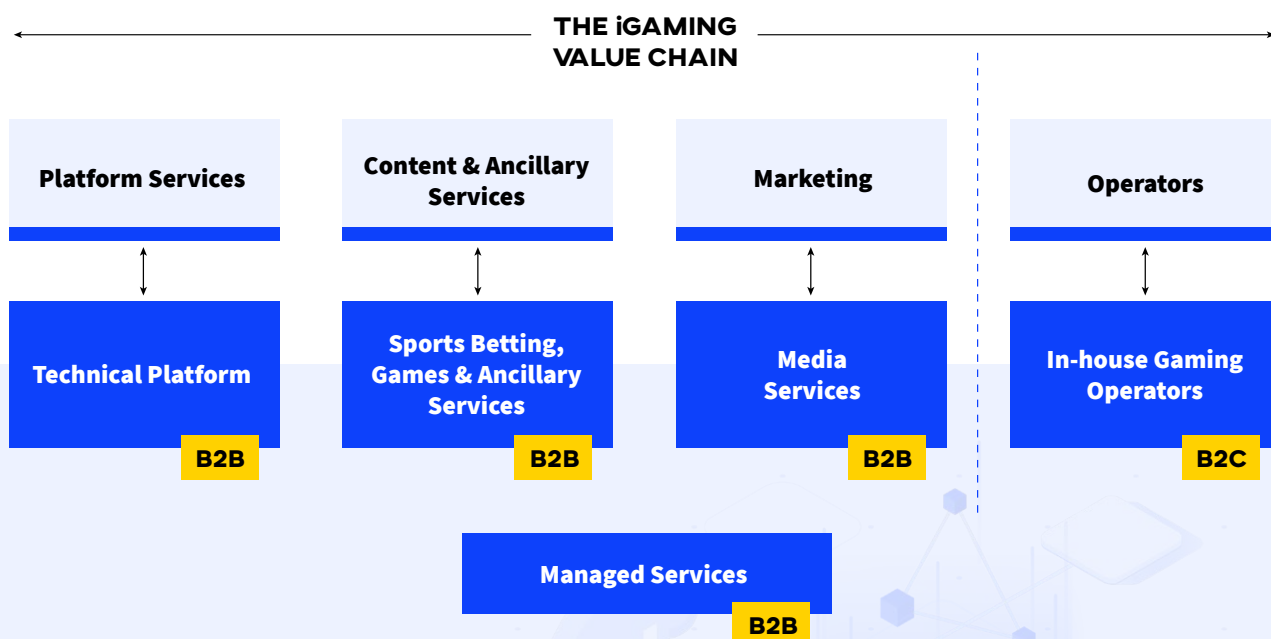 THE iGAMING
VALUE CHAIN
Platform Services
Content & Ancillary
Services
Marketing
Operators
Technical Platform
B2B
Sports Betting,
Games & Ancillary
Services
B2B
Media
Services
B2B
In-house Gaming
Operators
B2C
Managed Services
B2B